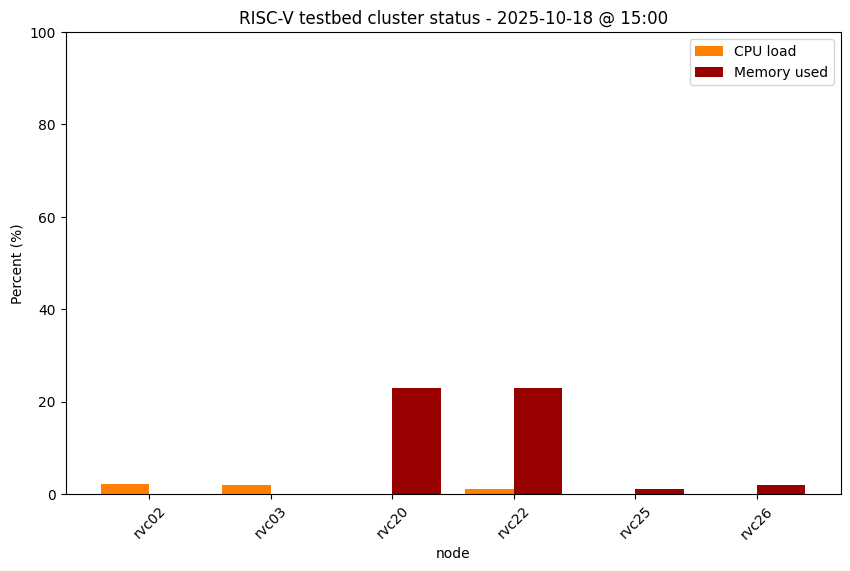 RISC-V testbed cluster status - 2025-10-18 @ 15:00
CPU load
Memory used
Percent (%)
100
80
60
40
20
0
rvc02
rvc03
rvc20
rvc22
rvc25
rvc26
node